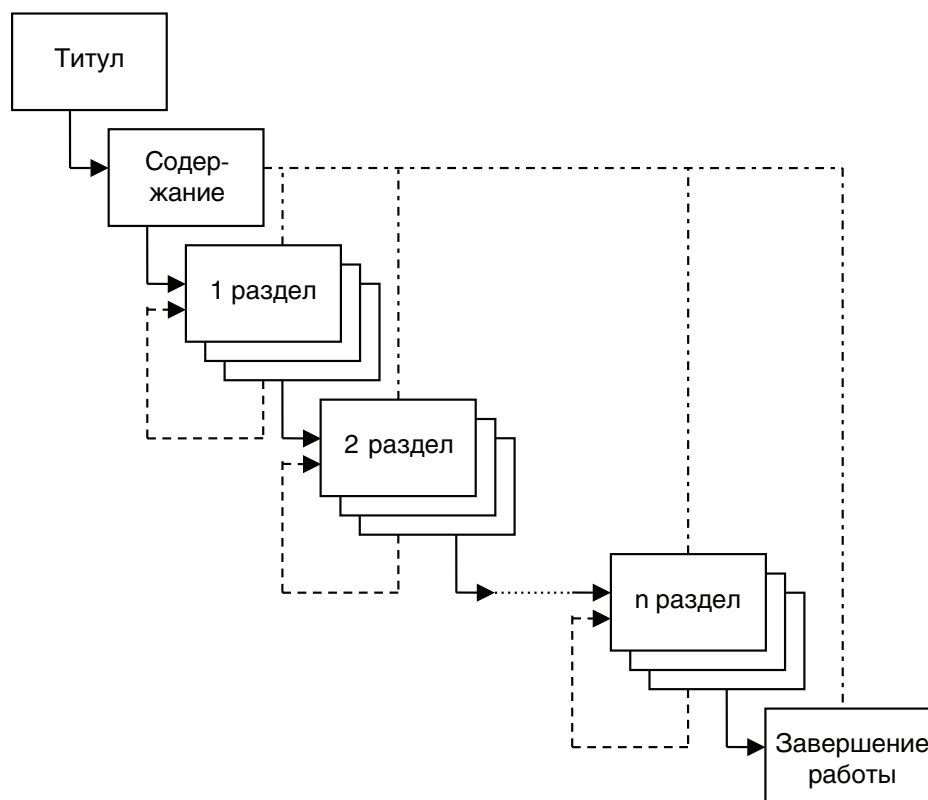 Титул
Содер-
жание
1 раздел
2 раздел
n раздел
Завершение
работы